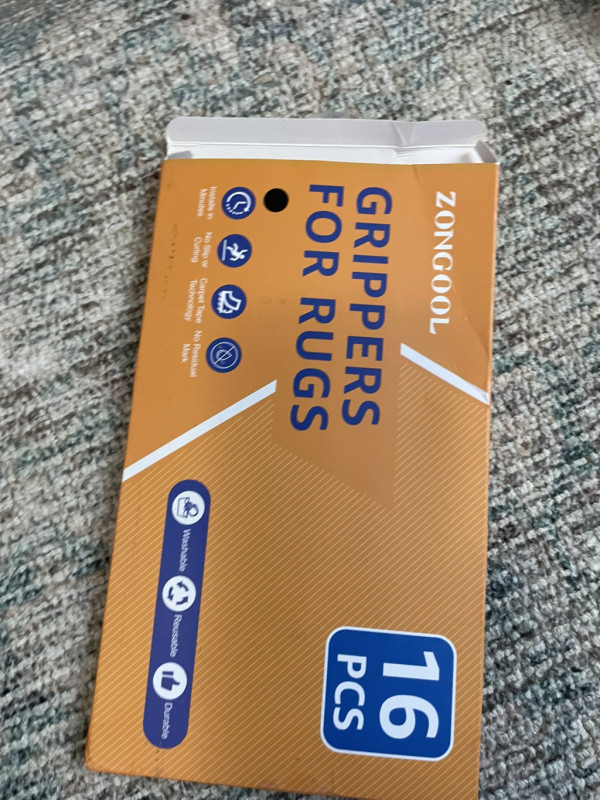 ZONGOOL
GRIPPERS
FOR RUGS
Installs in
Minutes
No Slip or
Curling
Carpet Tape
Technology
No Residual
Mark
Washable
Reusable
Durable
16
PCS